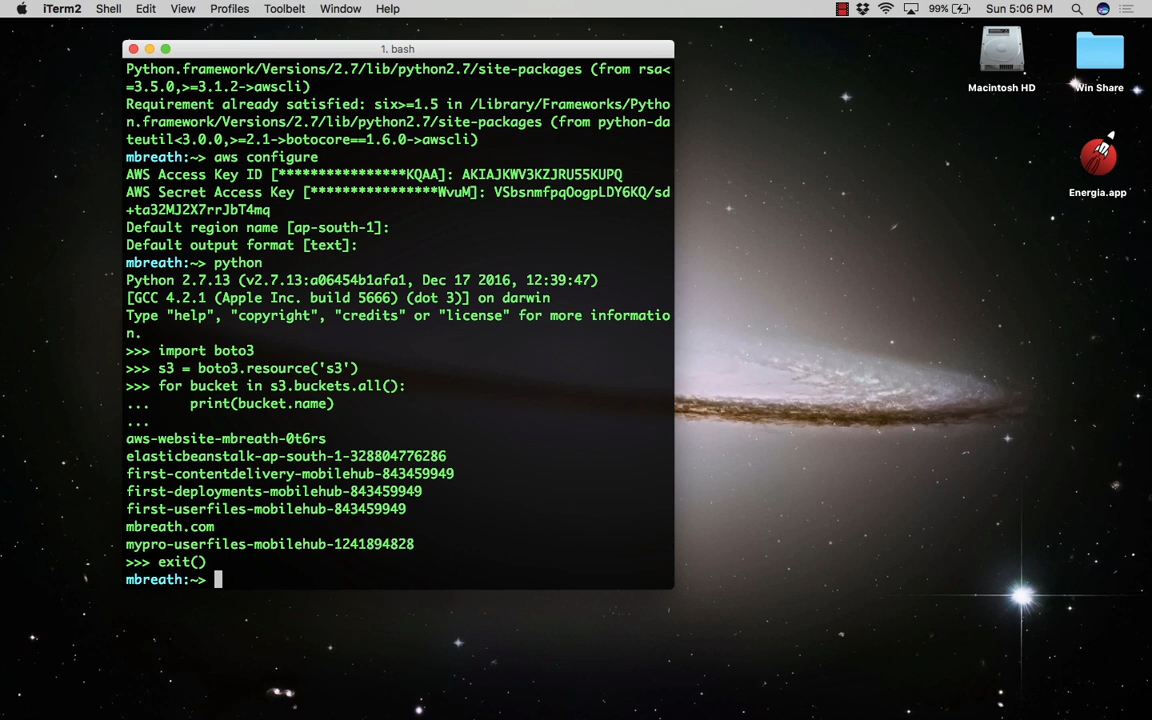 iTerm2 Shell Edit View Profiles Toolbelt Window Help 99% Sun 5:06 PM
1. bash
Python.framework/Versions/2.7/lib/python2.7/site-packages (from rsa<
=3.5.0,>=3.1.2->awscli)
Requirement already satisfied: six>=1.5 in /Library/Frameworks/Pytho
n.framework/Versions/2.7/lib/python2.7/site-packages (from python-da
teutil<3.0.0,>=2.1->botocore==1.6.0->awscli)
mbreath:~> aws configure
AWS Access Key ID [****************KQAA]: AKIAJKWV3KZJRU55KUPQ
AWS Secret Access Key [****************WvuM]: VSbsnmfpqOogpLDY6KQ/sd
+ta32MJ2X7rrJbT4mq
Default region name [ap-south-1]:
Default output format [text]:
mbreath:~> python
Python 2.7.13 (v2.7.13:a06454b1afa1, Dec 17 2016, 12:39:47)
[GCC 4.2.1 (Apple Inc. build 5666) (dot 3)] on darwin
Type "help", "copyright", "credits" or "license" for more informatio
n.
>>> import boto3
>>> s3 = boto3.resource('s3')
>>> for bucket in s3.buckets.all():
...     print(bucket.name)
...
aws-website-mbreath-0t6rs
elasticbeanstalk-ap-south-1-328804776286
first-contentdelivery-mobilehub-843459949
first-deployments-mobilehub-843459949
first-userfiles-mobilehub-843459949
mbreath.com
mypro-userfiles-mobilehub-1241894828
>>> exit()
mbreath:~>
Macintosh HD
Win Share
Energia.app